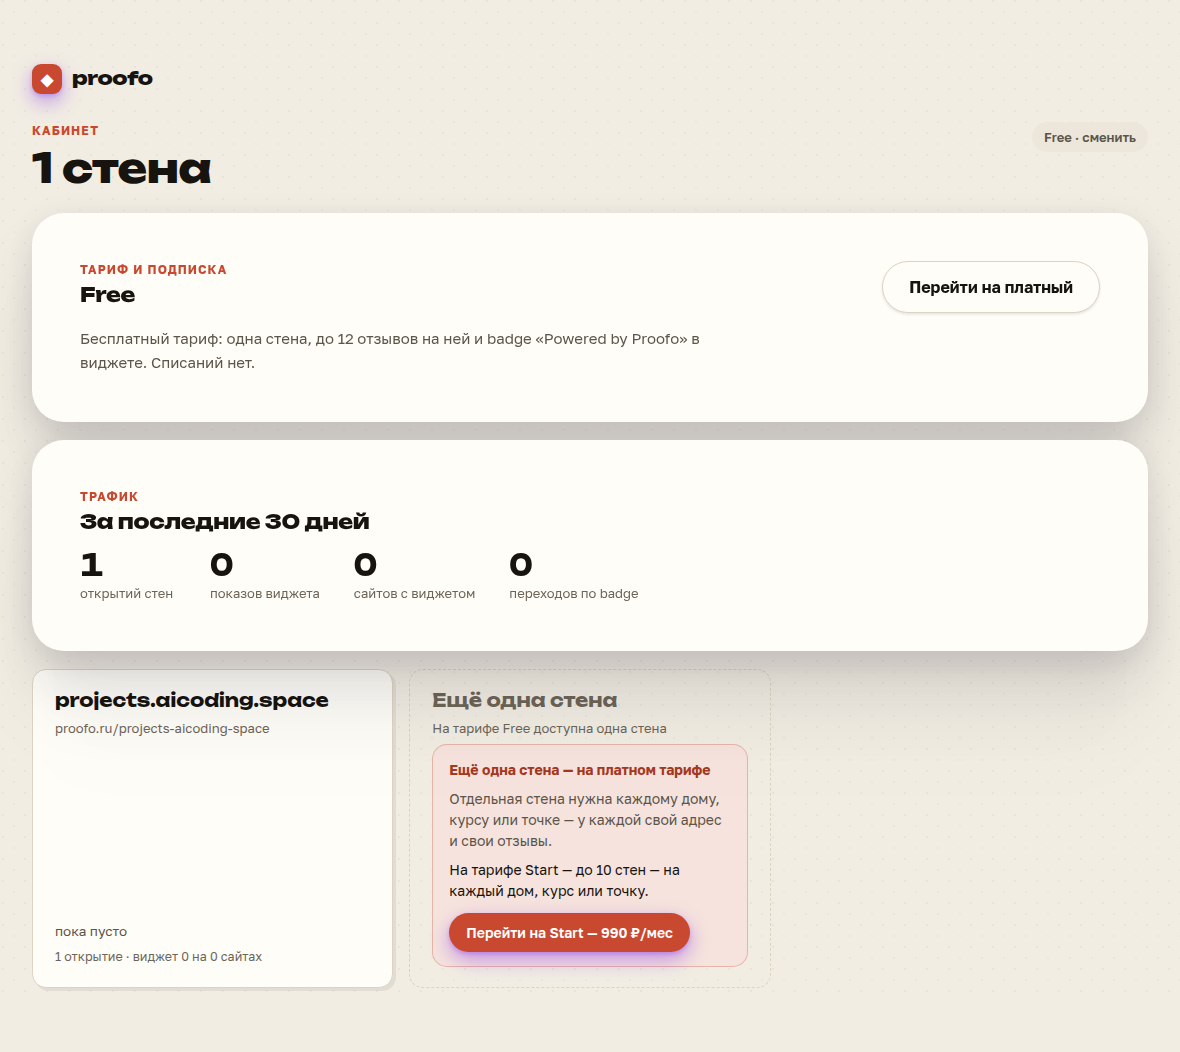 proofo
КАБИНЕТ
1 стена
Free · сменить
ТАРИФ И ПОДПИСКА
Free
Перейти на платный
Бесплатный тариф: одна стена, до 12 отзывов на ней и badge «Powered by Proofo» в
виджете. Списаний нет.
ТРАФИК
За последние 30 дней
1
открытий стен
0
показов виджета
0
сайтов с виджетом
0
переходов по badge
projects.aicoding.space
proofo.ru/projects-aicoding-space
пока пусто
1 открытие · виджет 0 на 0 сайтах
Ещё одна стена
На тарифе Free доступна одна стена
Ещё одна стена — на платном тарифе
Отдельная стена нужна каждому дому,
курсу или точке — у каждой свой адрес
и свои отзывы.
На тарифе Start — до 10 стен — на
каждый дом, курс или точку.
Перейти на Start — 990 ₽/мес